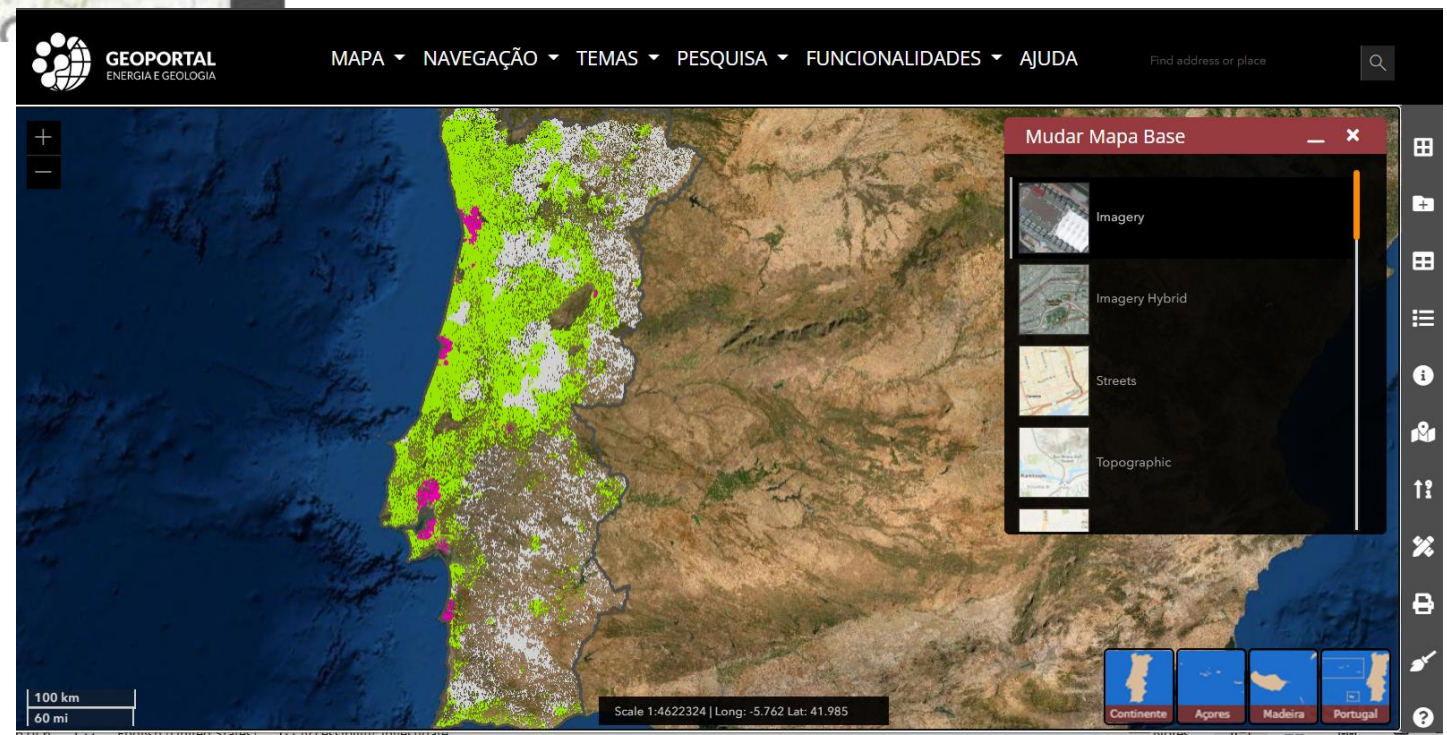 GEOPORTAL
ENERGIA E GEOLOGIA
MAPA NAVEGAÇÃO TEMAS PESQUISA FUNCIONALIDADES AJUDA
Find address or place
+
−
Mudar Mapa Base
Imagery
Imagery Hybrid
Streets
Topographic
100 km
60 mi
Scale 1:4622324 | Long: -5.762 Lat: 41.985
Continente Açores Madeira Portugal